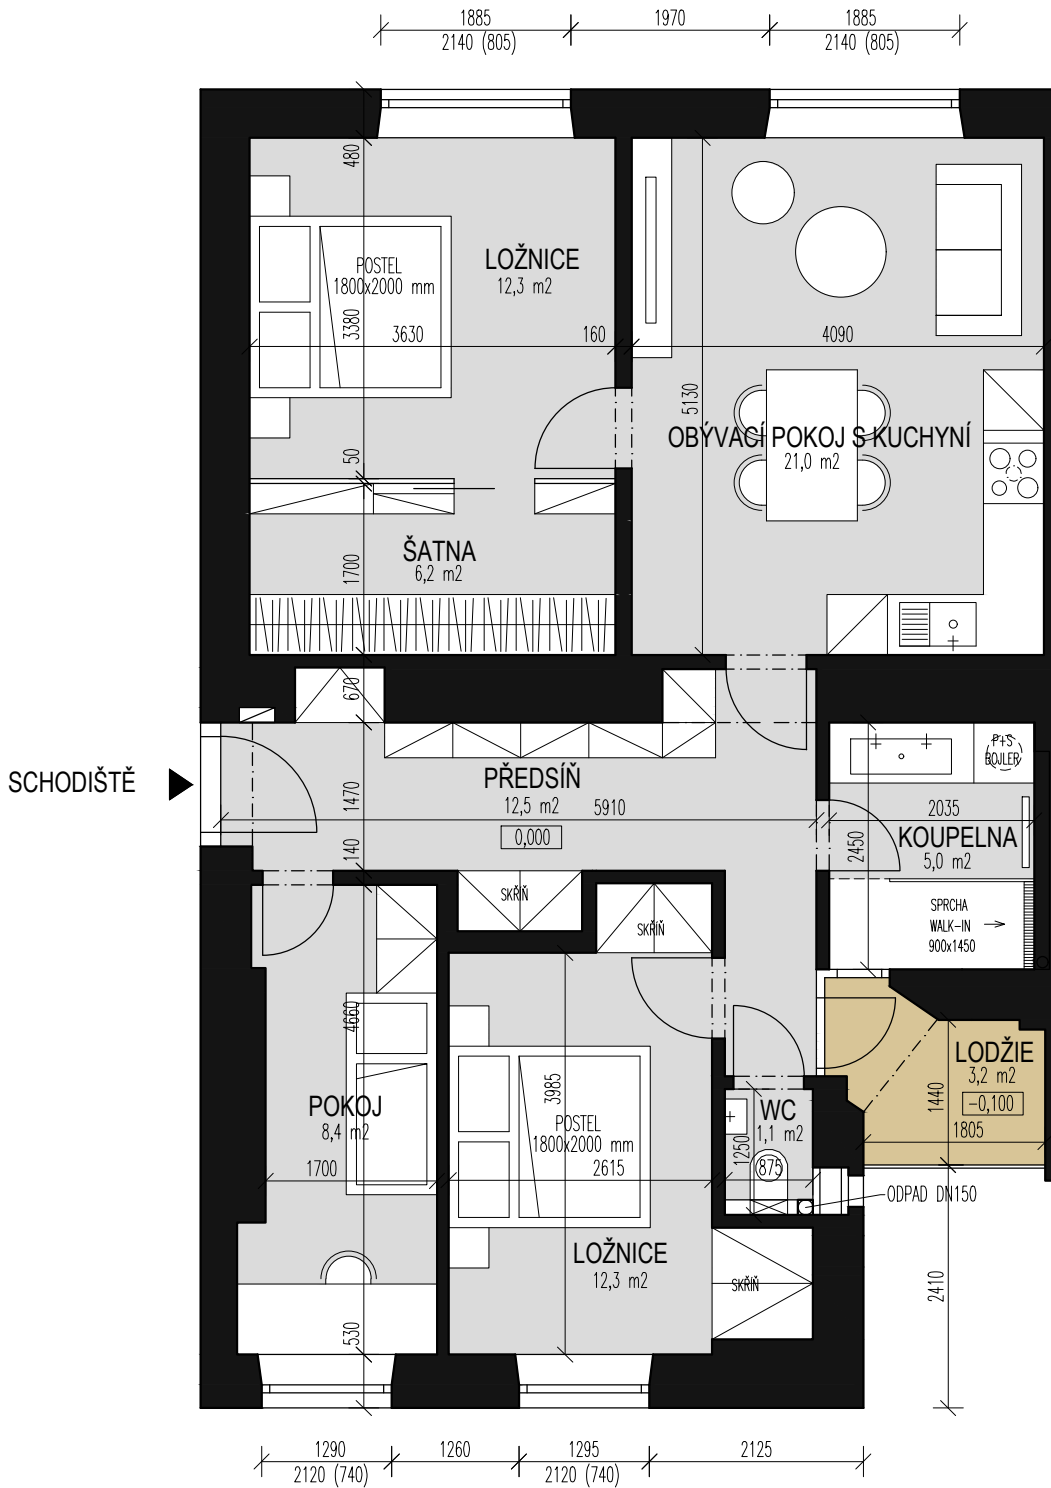 1885
2140 (805)
1970
1885
2140 (805)
480
LOŽNICE
12,3 m2
POSTEL
1800x2000 mm
3380
3630
160
4090
5130
OBÝVACÍ POKOJ S KUCHYNÍ
21,0 m2
50
ŠATNA
6,2 m2
1700
670
SCHODIŠTĚ
PŘEDSÍŇ
12,5 m2
5910
0,000
1470
140
P+S
BOJLER
2035
2450
KOUPELNA
5,0 m2
SPRCHA
WALK-IN
900x1450
SKŘÍŇ
SKŘÍŇ
4660
POKOJ
8,4 m2
1700
3985
POSTEL
1800x2000 mm
2615
LOŽNICE
12,3 m2
WC
1,1 m2
1250
875
LODŽIE
3,2 m2
-0,100
1440
1805
ODPAD DN150
SKŘÍŇ
2410
530
1290
2120 (740)
1260
1295
2120 (740)
2125